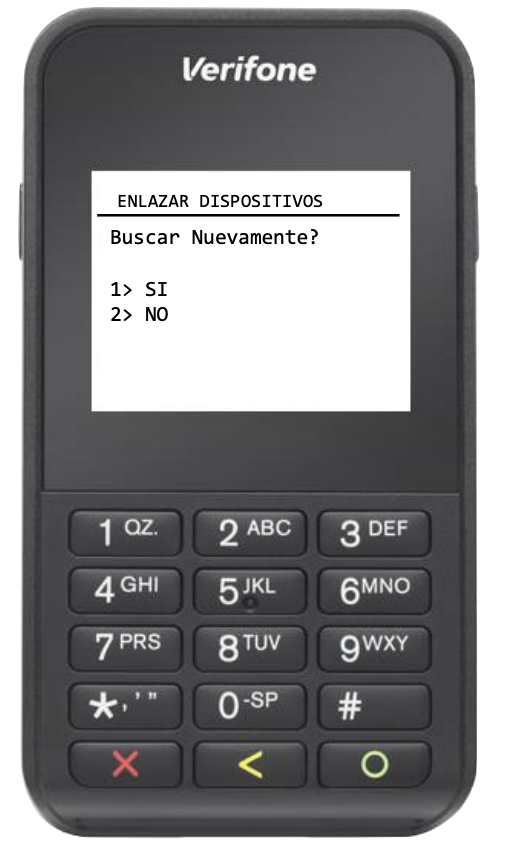 Verifone
ENLAZAR DISPOSITIVOS
Buscar Nuevamente?
1> SI
2> NO
1 QZ. 2 ABC 3 DEF
4 GHI 5 JKL 6 MNO
7 PRS 8 TUV 9 WXY
*,'" 0 -SP #
X < O